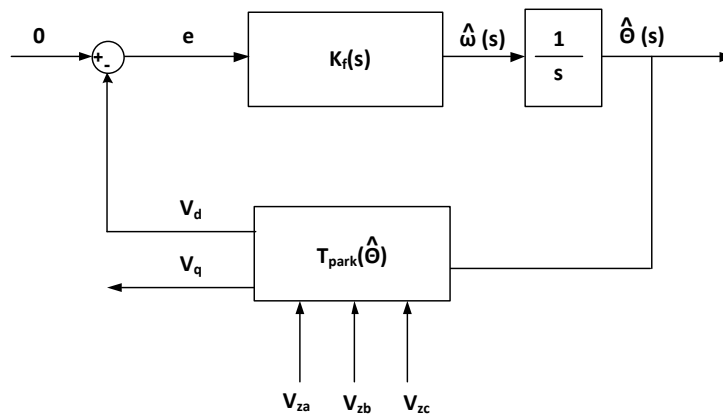 0
e
+
-
K_f(s)
ω̂ (s)
1
s
Θ̂ (s)
V_d
V_q
T_park(Θ̂)
V_za
V_zb
V_zc